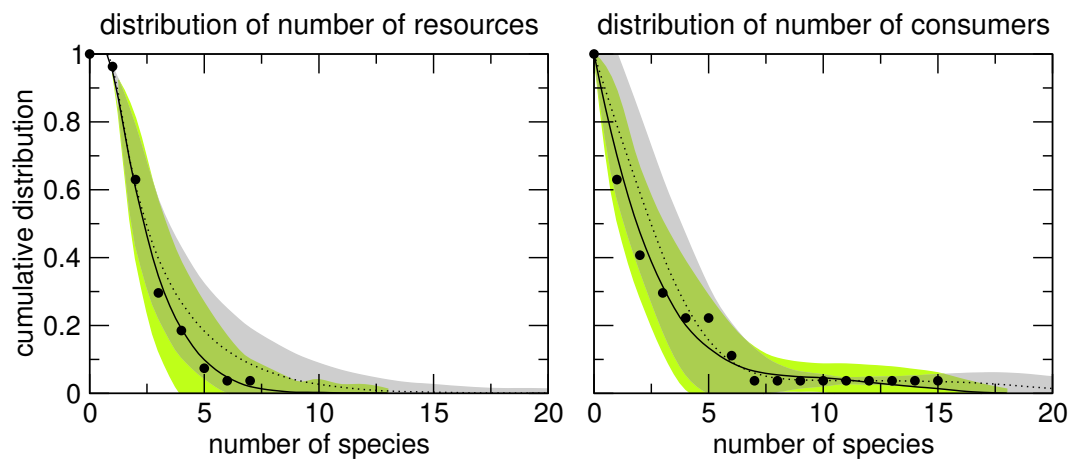 distribution of number of resources
distribution of number of consumers
cumulative distribution
1
0.8
0.6
0.4
0.2
0
0 5 10 15 20
0 5 10 15 20
number of species
number of species